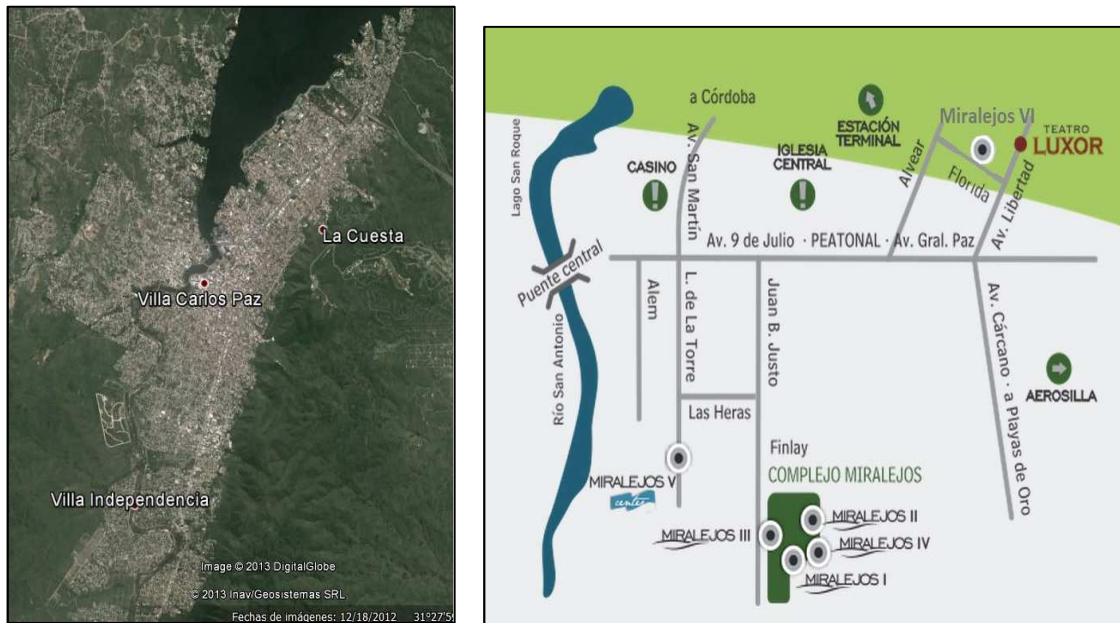 La Cuesta
Villa Carlos Paz
Villa Independencia
Image © 2013 DigitalGlobe
© 2013 Inav/Geosistemas SRL
Fechas de imágenes: 12/18/2012 31°27'59
a Córdoba
ESTACIÓN
TERMINAL
Miralejos VI
TEATRO
LUXOR
Lago San Roque
CASINO
Av. San Martín
IGLESIA
CENTRAL
Alvear
Florida
Av. Libertad
Av. 9 de Julio · PEATONAL · Av. Gral. Paz
Puente central
Alem
L. de La Torre
Juan B. Justo
Av. Cárcano · a Playas de Oro
Río San Antonio
AEROSILLA
Las Heras
Finlay
COMPLEJO MIRALEJOS
MIRALEJOS V
center
MIRALEJOS II
MIRALEJOS III
MIRALEJOS IV
MIRALEJOS I